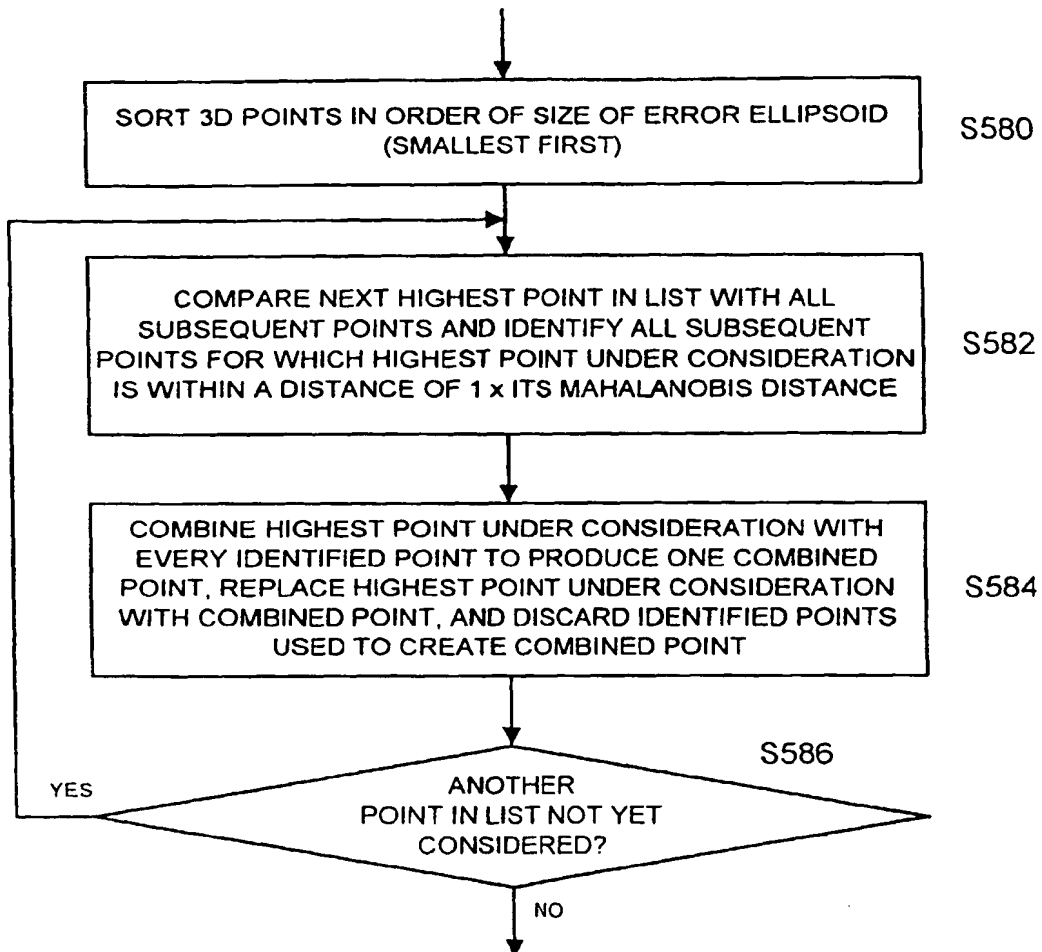 SORT 3D POINTS IN ORDER OF SIZE OF ERROR ELLIPSOID
(SMALLEST FIRST)
S580
COMPARE NEXT HIGHEST POINT IN LIST WITH ALL
SUBSEQUENT POINTS AND IDENTIFY ALL SUBSEQUENT
POINTS FOR WHICH HIGHEST POINT UNDER CONSIDERATION
IS WITHIN A DISTANCE OF 1 x ITS MAHALANOBIS DISTANCE
S582
COMBINE HIGHEST POINT UNDER CONSIDERATION WITH
EVERY IDENTIFIED POINT TO PRODUCE ONE COMBINED
POINT, REPLACE HIGHEST POINT UNDER CONSIDERATION
WITH COMBINED POINT, AND DISCARD IDENTIFIED POINTS
USED TO CREATE COMBINED POINT
S584
S586
YES
ANOTHER
POINT IN LIST NOT YET
CONSIDERED?
NO